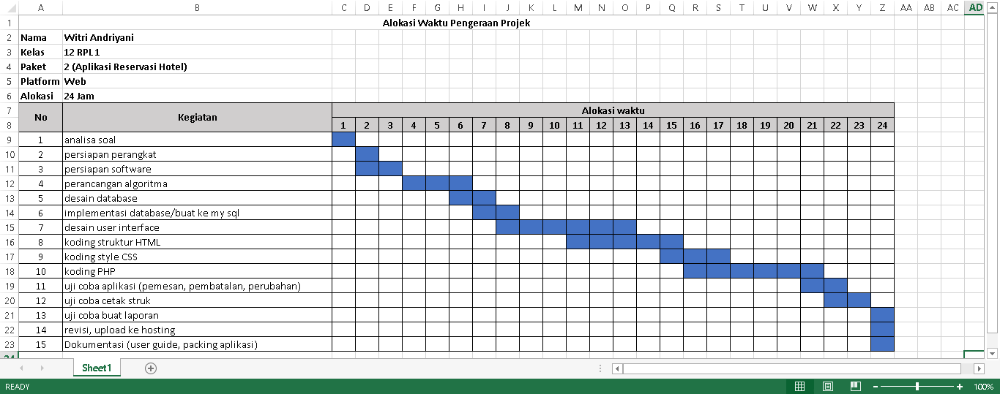 A B C D E F G H I J K L M N O P Q R S T U V W X Y Z AA AB AC AD
1 Alokasi Waktu Pengeraan Projek
2 Nama Witri Andriyani
3 Kelas 12 RPL 1
4 Paket 2 (Aplikasi Reservasi Hotel)
5 Platform Web
6 Alokasi 24 Jam
7 No Kegiatan Alokasi waktu
8 1 2 3 4 5 6 7 8 9 10 11 12 13 14 15 16 17 18 19 20 21 22 23 24
9 1 analisa soal
10 2 persiapan perangkat
11 3 persiapan software
12 4 perancangan algoritma
13 5 desain database
14 6 implementasi database/buat ke my sql
15 7 desain user interface
16 8 koding struktur HTML
17 9 koding style CSS
18 10 koding PHP
19 11 uji coba aplikasi (pemesan, pembatalan, perubahan)
20 12 uji coba cetak struk
21 13 uji coba buat laporan
22 14 revisi, upload ke hosting
23 15 Dokumentasi (user guide, packing aplikasi)
24
Sheet1
READY 100%